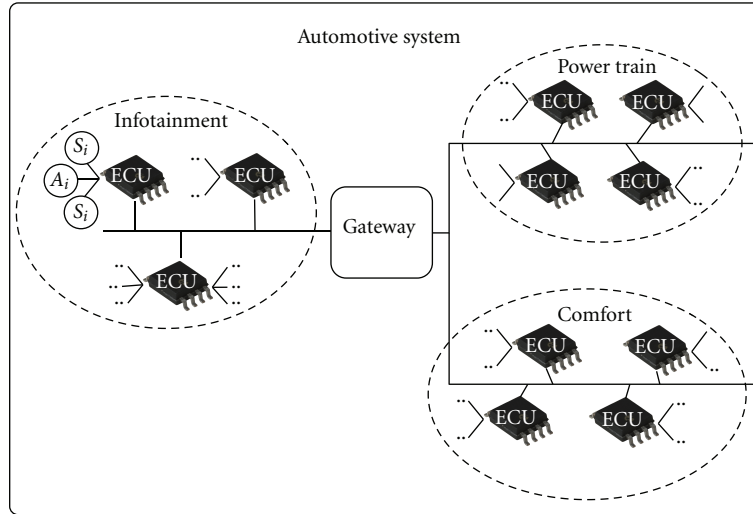 Automotive system
Infotainment
S_i
A_i
S_i
ECU
ECU
ECU
Gateway
Power train
ECU
ECU
ECU
ECU
Comfort
ECU
ECU
ECU
ECU